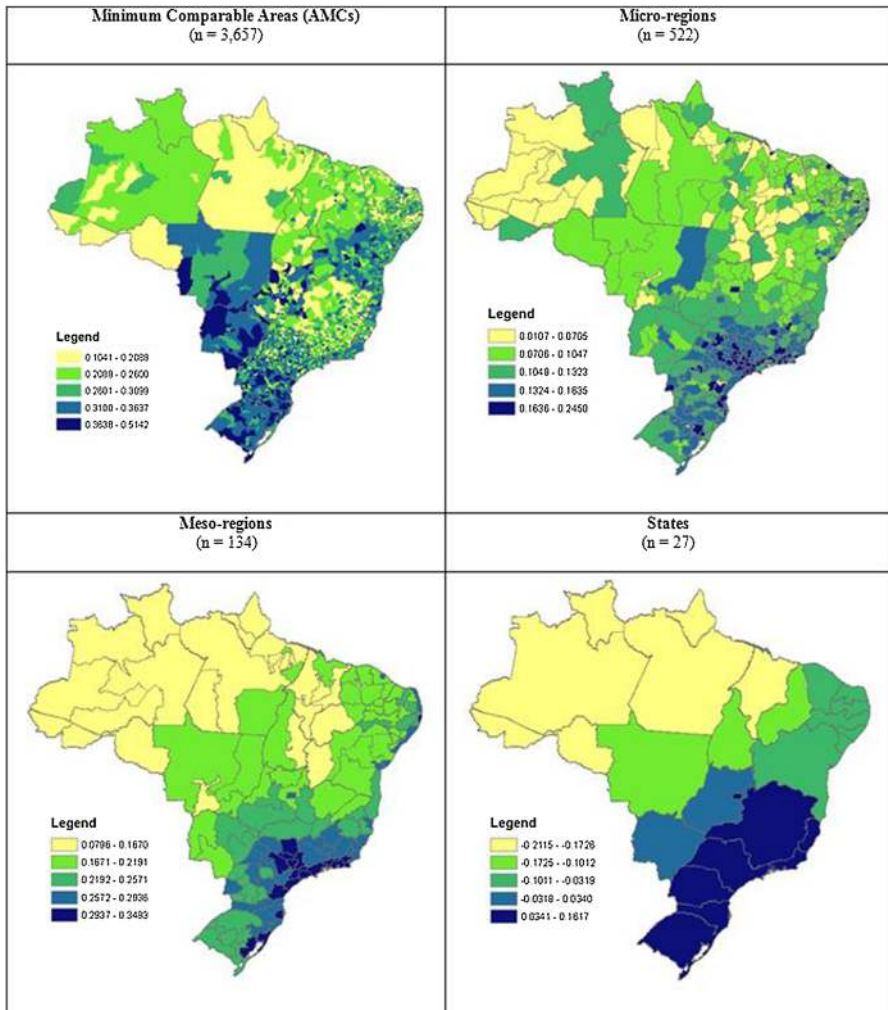 Minimum Comparable Areas (AMCs)
(n = 3,657)
Micro-regions
(n = 522)
Legend
0.1041 - 0.2088
0.2089 - 0.2600
0.2601 - 0.3099
0.3100 - 0.3637
0.3638 - 0.5142
Legend
0.0107 - 0.0705
0.0706 - 0.1047
0.1048 - 0.1323
0.1324 - 0.1635
0.1636 - 0.2450
Meso-regions
(n = 134)
States
(n = 27)
Legend
0.0796 - 0.1670
0.1671 - 0.2191
0.2192 - 0.2571
0.2572 - 0.2936
0.2937 - 0.3493
Legend
-0.2115 - -0.1726
-0.1725 - -0.1012
-0.1011 - -0.0319
-0.0318 - 0.0340
0.0341 - 0.1617